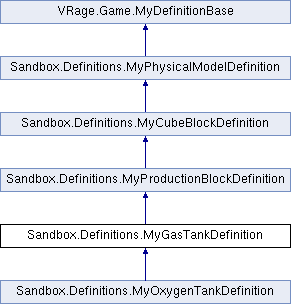 VRage.Game.MyDefinitionBase
Sandbox.Definitions.MyPhysicalModelDefinition
Sandbox.Definitions.MyCubeBlockDefinition
Sandbox.Definitions.MyProductionBlockDefinition
Sandbox.Definitions.MyGasTankDefinition
Sandbox.Definitions.MyOxygenTankDefinition